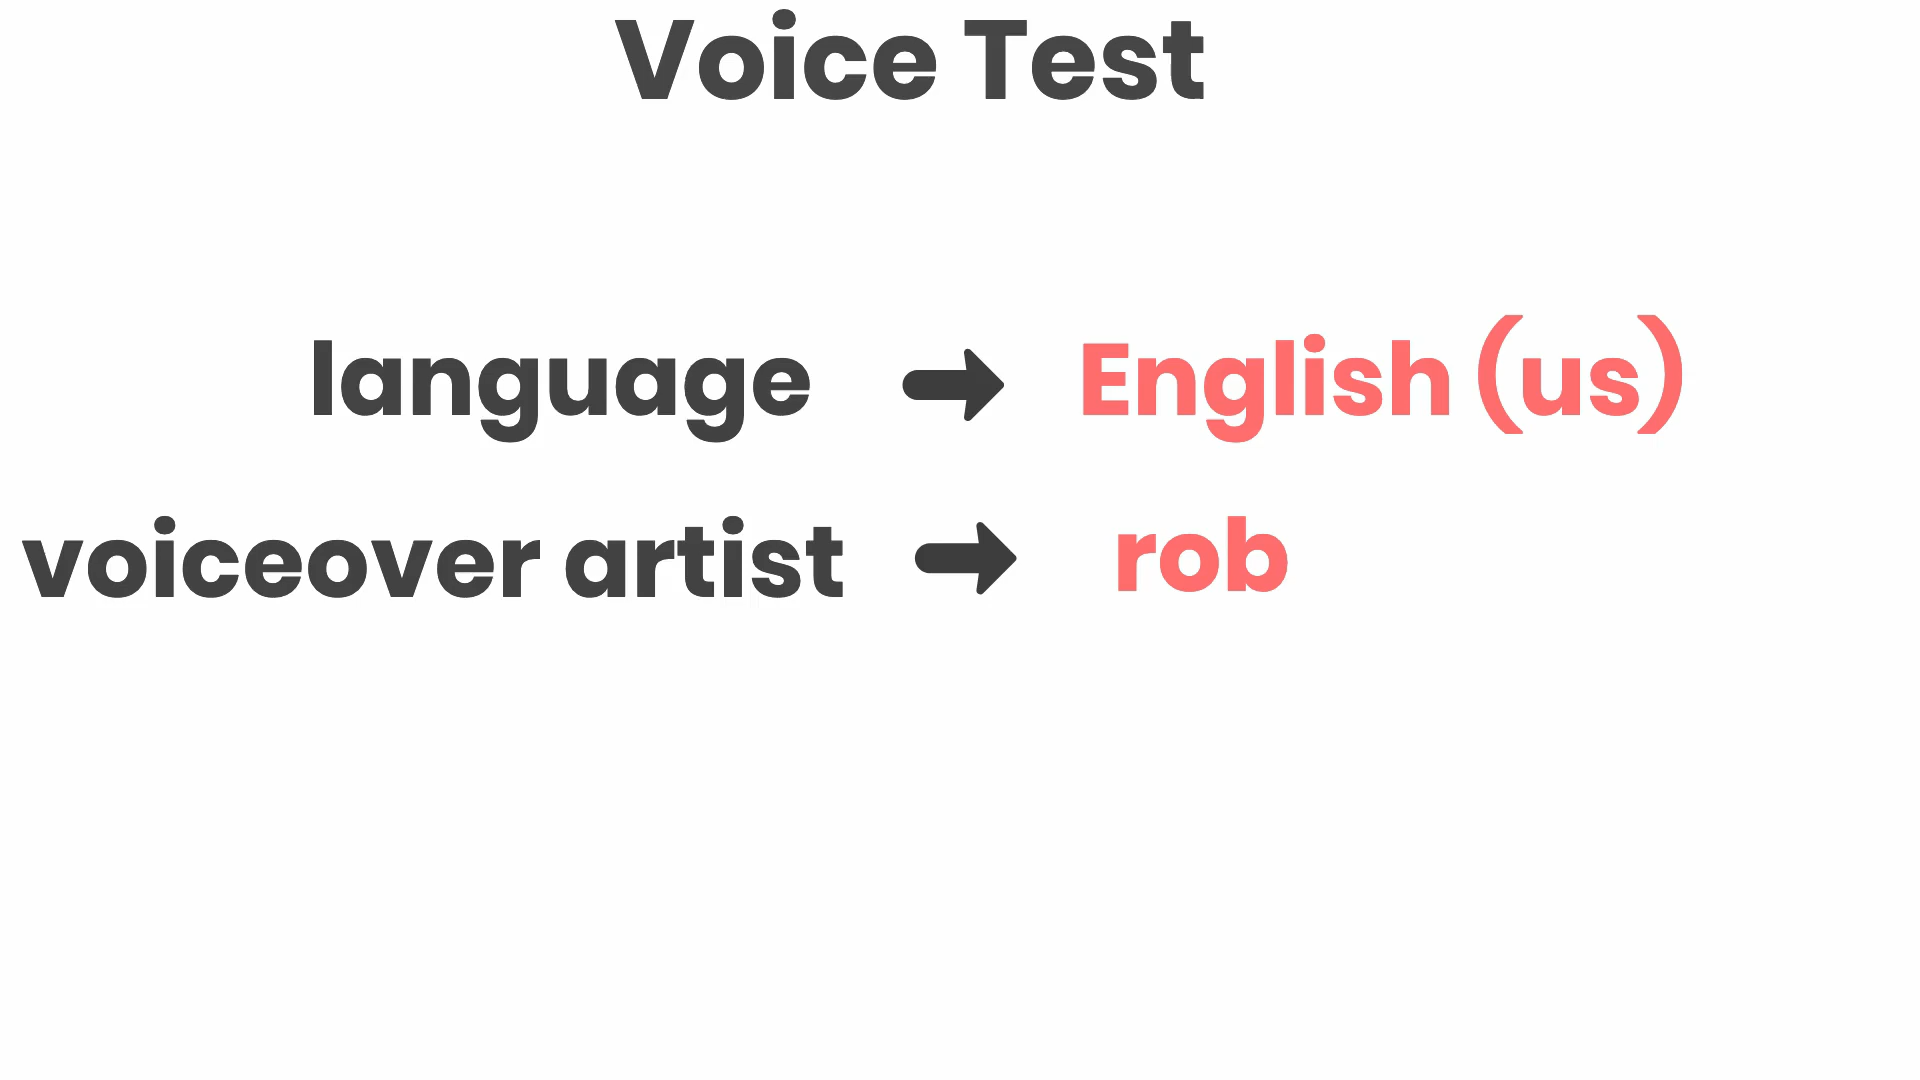 Voice Test
language ➡ English (us)
voiceover artist ➡ rob